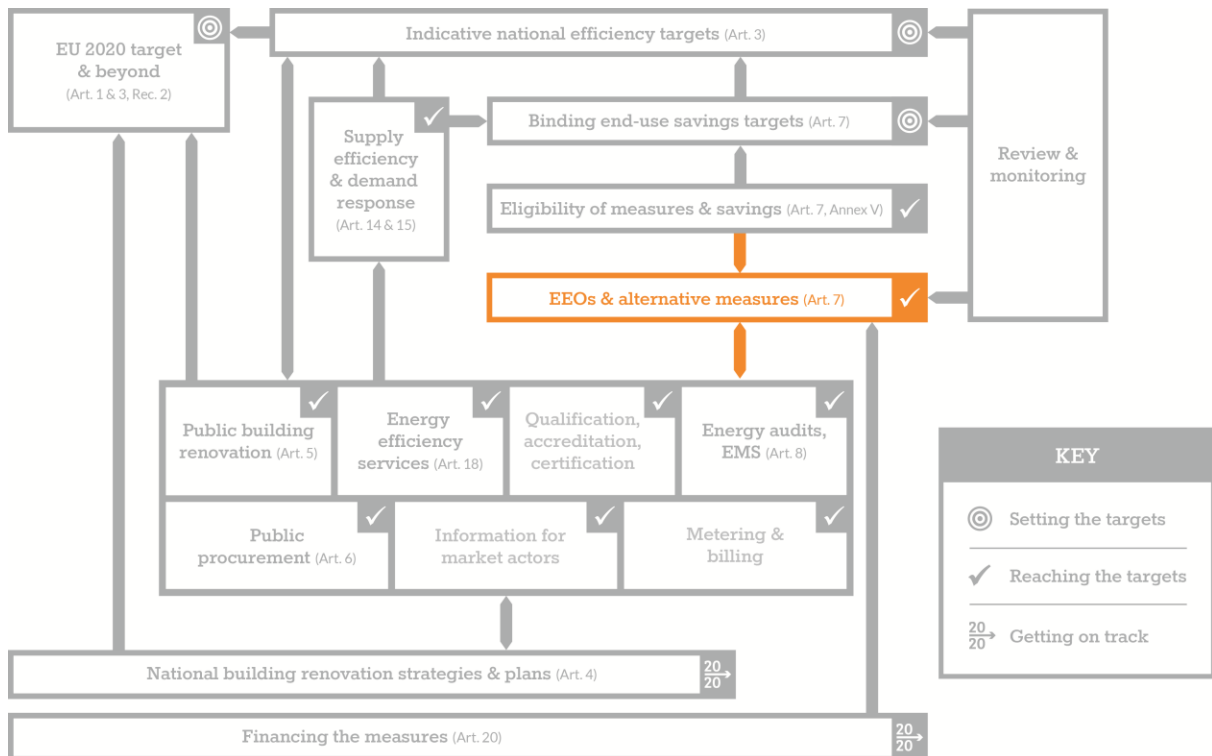 EU 2020 target
& beyond
(Art. 1 & 3, Rec. 2)
Indicative national efficiency targets (Art. 3)
Supply
efficiency
& demand
response
(Art. 14 & 15)
Binding end-use savings targets (Art. 7)
Review &
monitoring
Eligibility of measures & savings (Art. 7, Annex V)
EEOs & alternative measures (Art. 7)
Public building
renovation (Art. 5)
Energy
efficiency
services (Art. 18)
Qualification,
accreditation,
certification
Energy audits,
EMS (Art. 8)
Public
procurement (Art. 6)
Information for
market actors
Metering &
billing
National building renovation strategies & plans (Art. 4)
20
20
Financing the measures (Art. 20)
20
20
KEY
Setting the targets
Reaching the targets
20
20
Getting on track